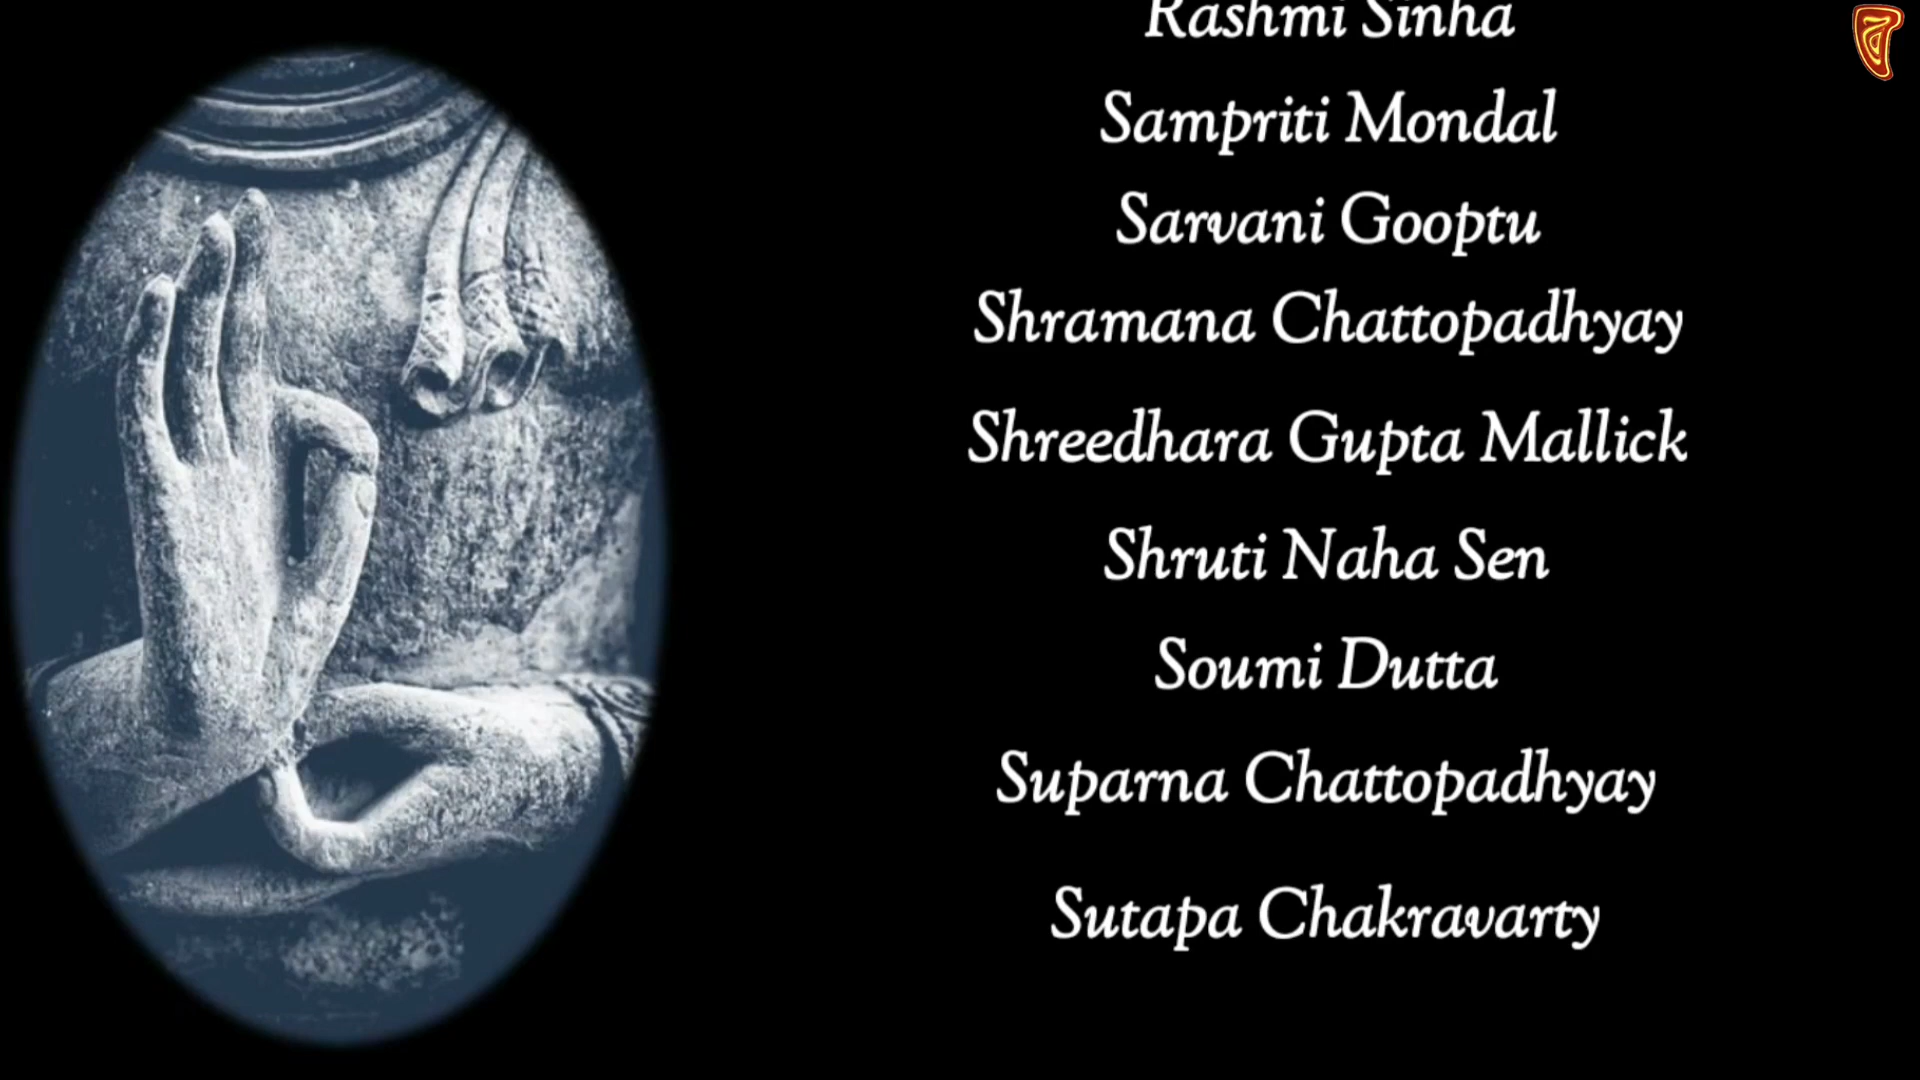 Rashmi Sinha
Sampriti Mondal
Sarvani Gooptu
Shramana Chattopadhyay
Shreedhara Gupta Mallick
Shruti Naha Sen
Soumi Dutta
Suparna Chattopadhyay
Sutapa Chakravarty